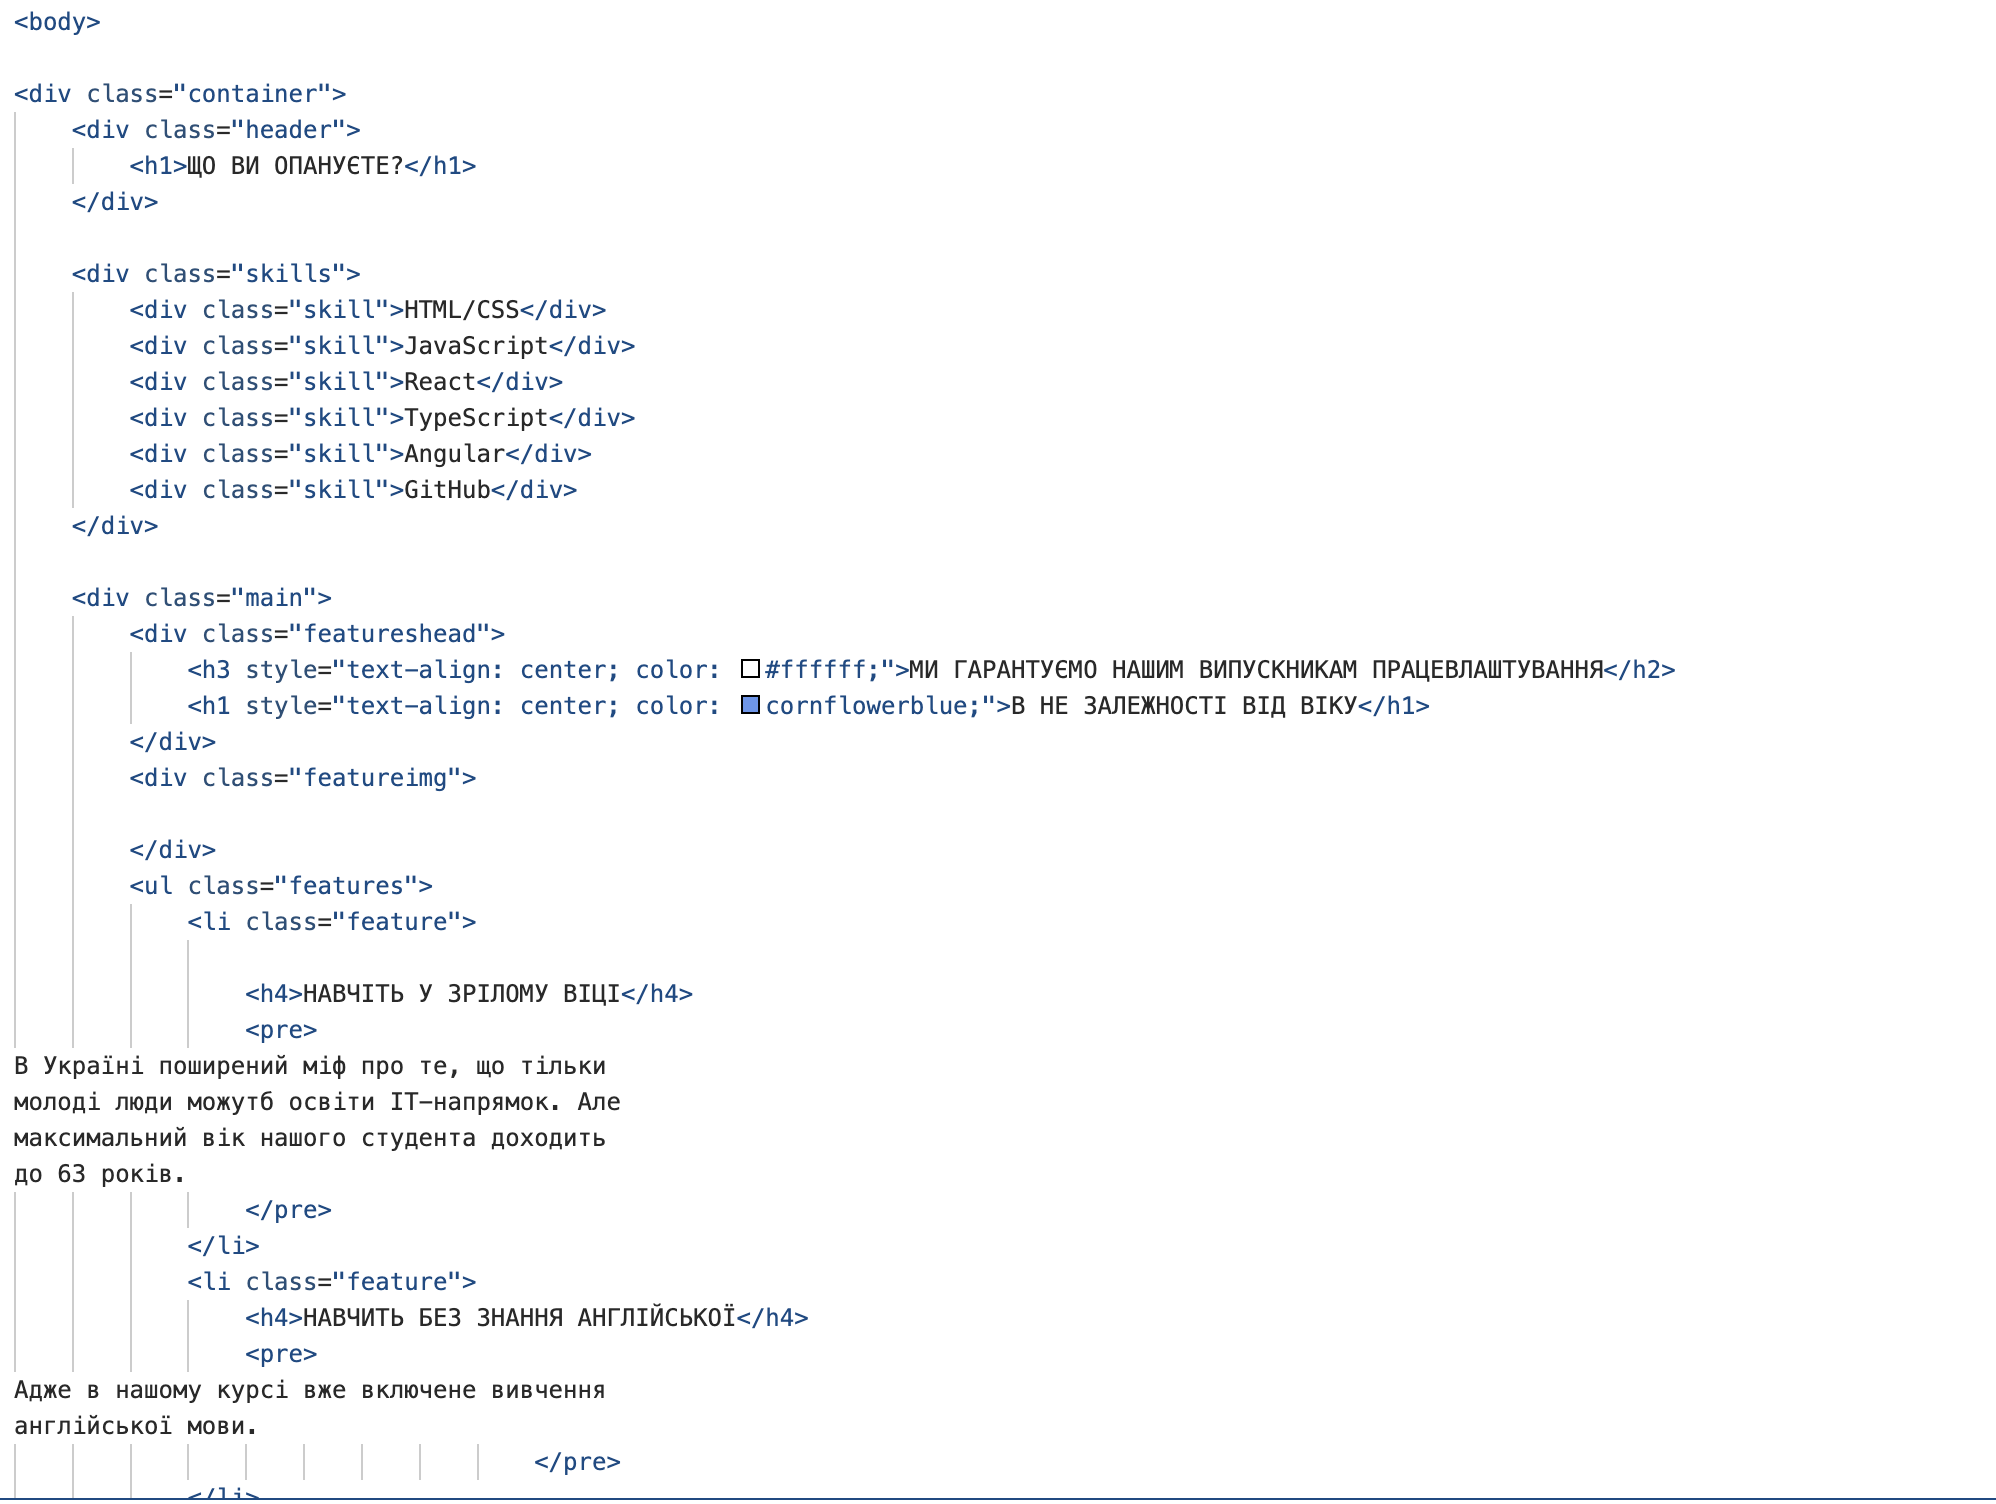 <body>
<div class="container">
<div class="header">
<h1>ЩО ВИ ОПАНУЄТЕ?</h1>
</div>
<div class="skills">
<div class="skill">HTML/CSS</div>
<div class="skill">JavaScript</div>
<div class="skill">React</div>
<div class="skill">TypeScript</div>
<div class="skill">Angular</div>
<div class="skill">GitHub</div>
</div>
<div class="main">
<div class="featureshead">
<h3 style="text-align: center; color: #ffffff;">МИ ГАРАНТУЄМО НАШИМ ВИПУСКНИКАМ ПРАЦЕВЛАШТУВАННЯ</h2>
<h1 style="text-align: center; color: cornflowerblue;">В НЕ ЗАЛЕЖНОСТІ ВІД ВІКУ</h1>
</div>
<div class="featureimg">
</div>
<ul class="features">
<li class="feature">
<h4>НАВЧІТЬ У ЗРІЛОМУ ВІЦІ</h4>
<pre>
В Україні поширений міф про те, що тільки
молоді люди можутб освіти ІТ-напрямок. Але
максимальний вік нашого студента доходить
до 63 років.
</pre>
</li>
<li class="feature">
<h4>НАВЧИТЬ БЕЗ ЗНАННЯ АНГЛІЙСЬКОЇ</h4>
<pre>
Адже в нашому курсі вже включене вивчення
англійської мови.
</pre>
</li>